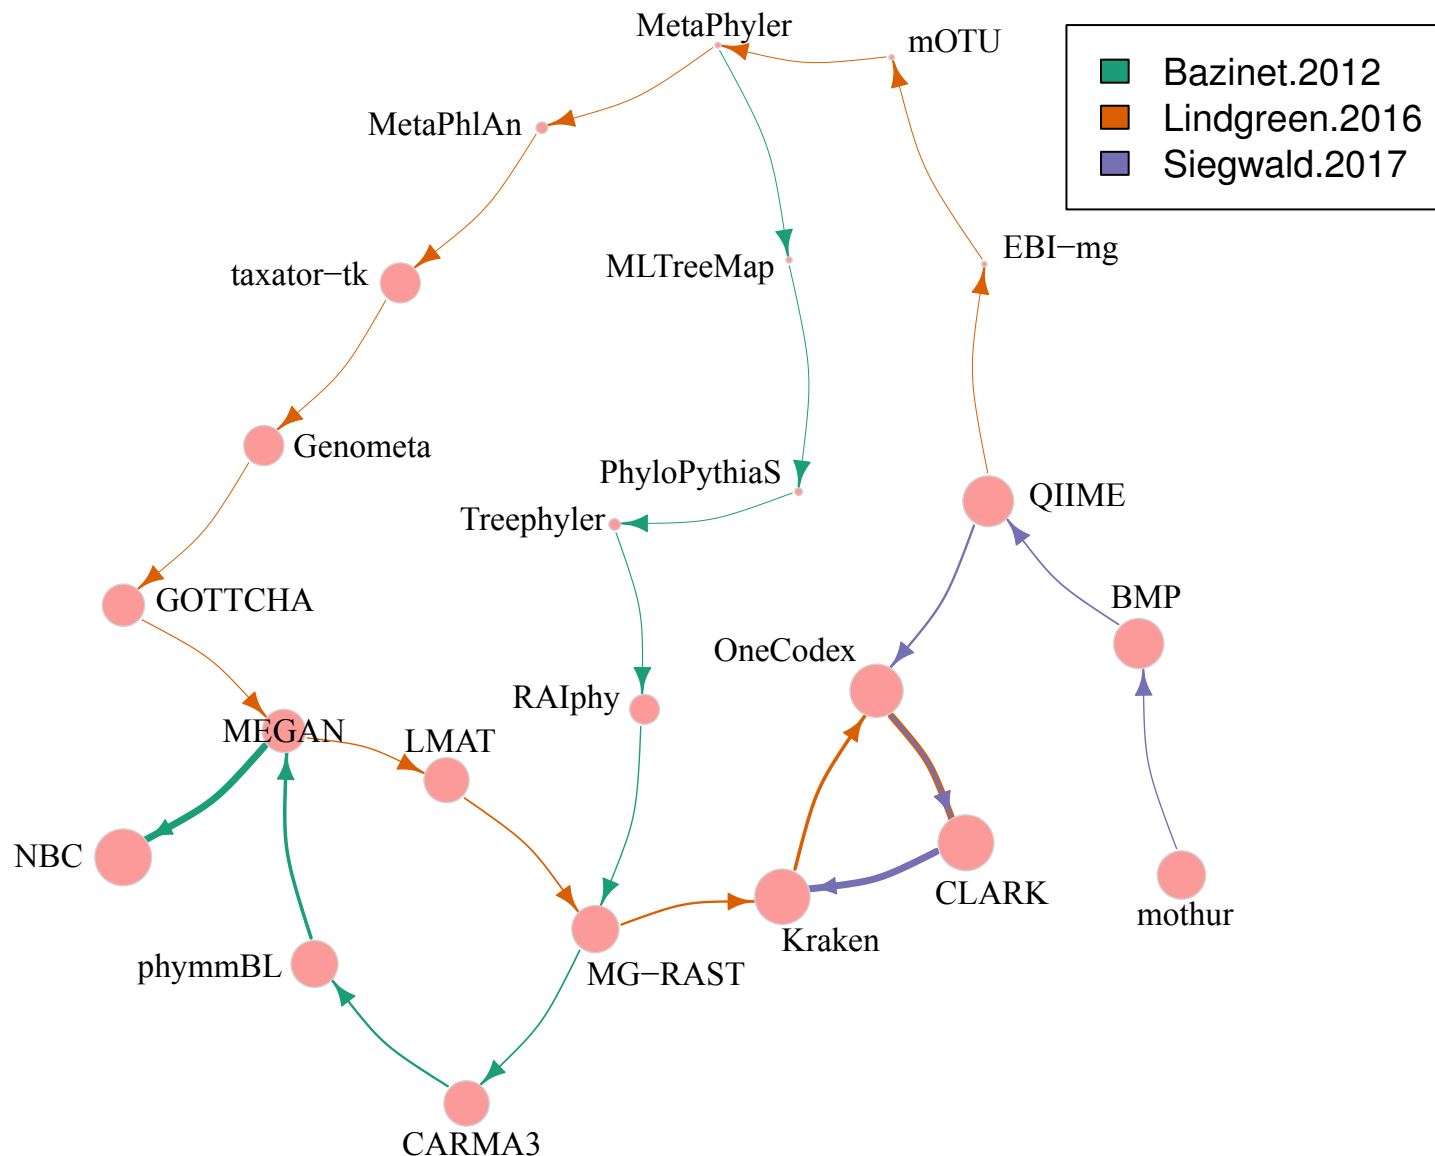 MetaPhyler
mOTU
Bazinet.2012
Lindgreen.2016
Siegwald.2017
MetaPhlAn
EBI−mg
taxator−tk
MLTreeMap
Genometa
PhyloPythiaS
QIIME
Treephyler
GOTTCHA
BMP
OneCodex
RAIphy
MEGAN
LMAT
NBC
CLARK
mothur
Kraken
phymmBL
MG−RAST
CARMA3